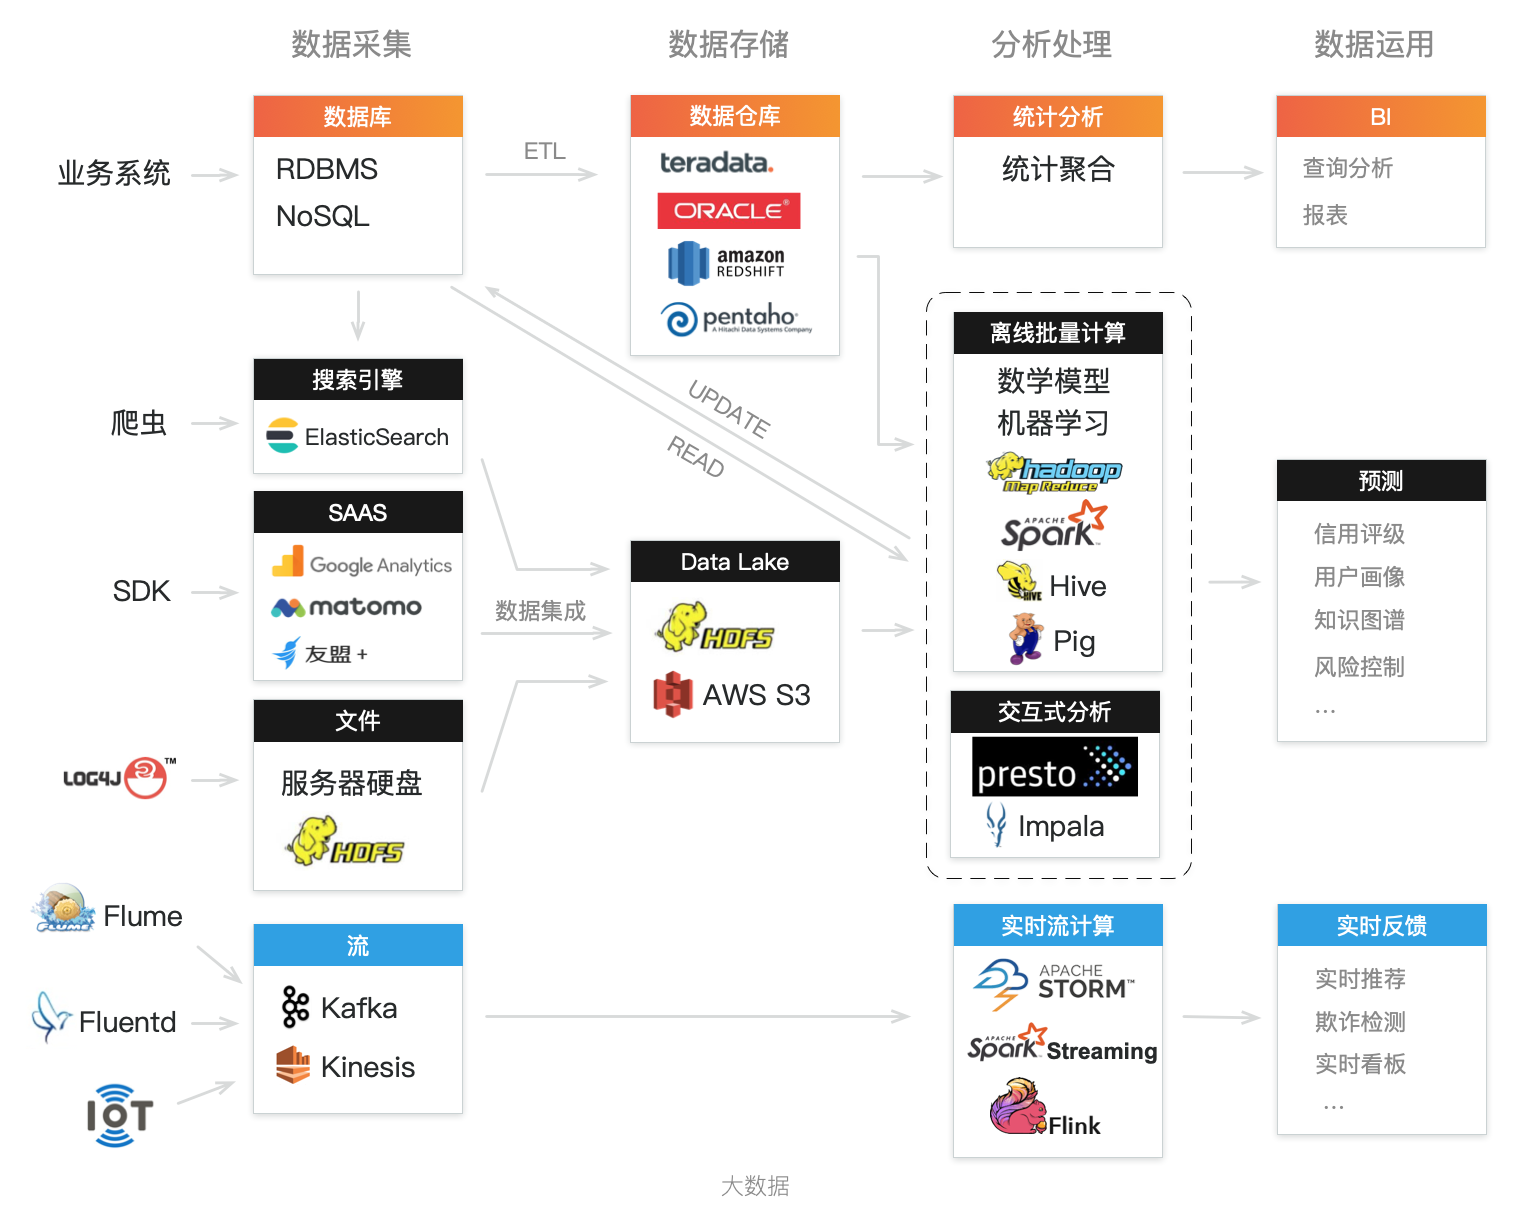 数据采集
数据存储
分析处理
数据运用
业务系统
数据库
RDBMS
NoSQL
ETL
数据仓库
teradata.
ORACLE®
amazon
REDSHIFT
pentaho
A Hitachi Data Systems Company
统计分析
统计聚合
BI
查询分析
报表
爬虫
搜索引擎
ElasticSearch
UPDATE
READ
离线批量计算
数学模型
机器学习
hadoop
Map Reduce
APACHE
Spark™
Hive
HIVE
Pig
SDK
SAAS
Google Analytics
matomo
友盟+
数据集成
Data Lake
HDFS
AWS S3
预测
信用评级
用户画像
知识图谱
风险控制
...
LOG4J™
文件
服务器硬盘
HDFS
交互式分析
presto
Impala
FLUME
Flume
Fluentd
IoT
流
Kafka
Kinesis
实时流计算
APACHE
STORM™
APACHE
Spark™ Streaming
Flink
实时反馈
实时推荐
欺诈检测
实时看板
...
大数据